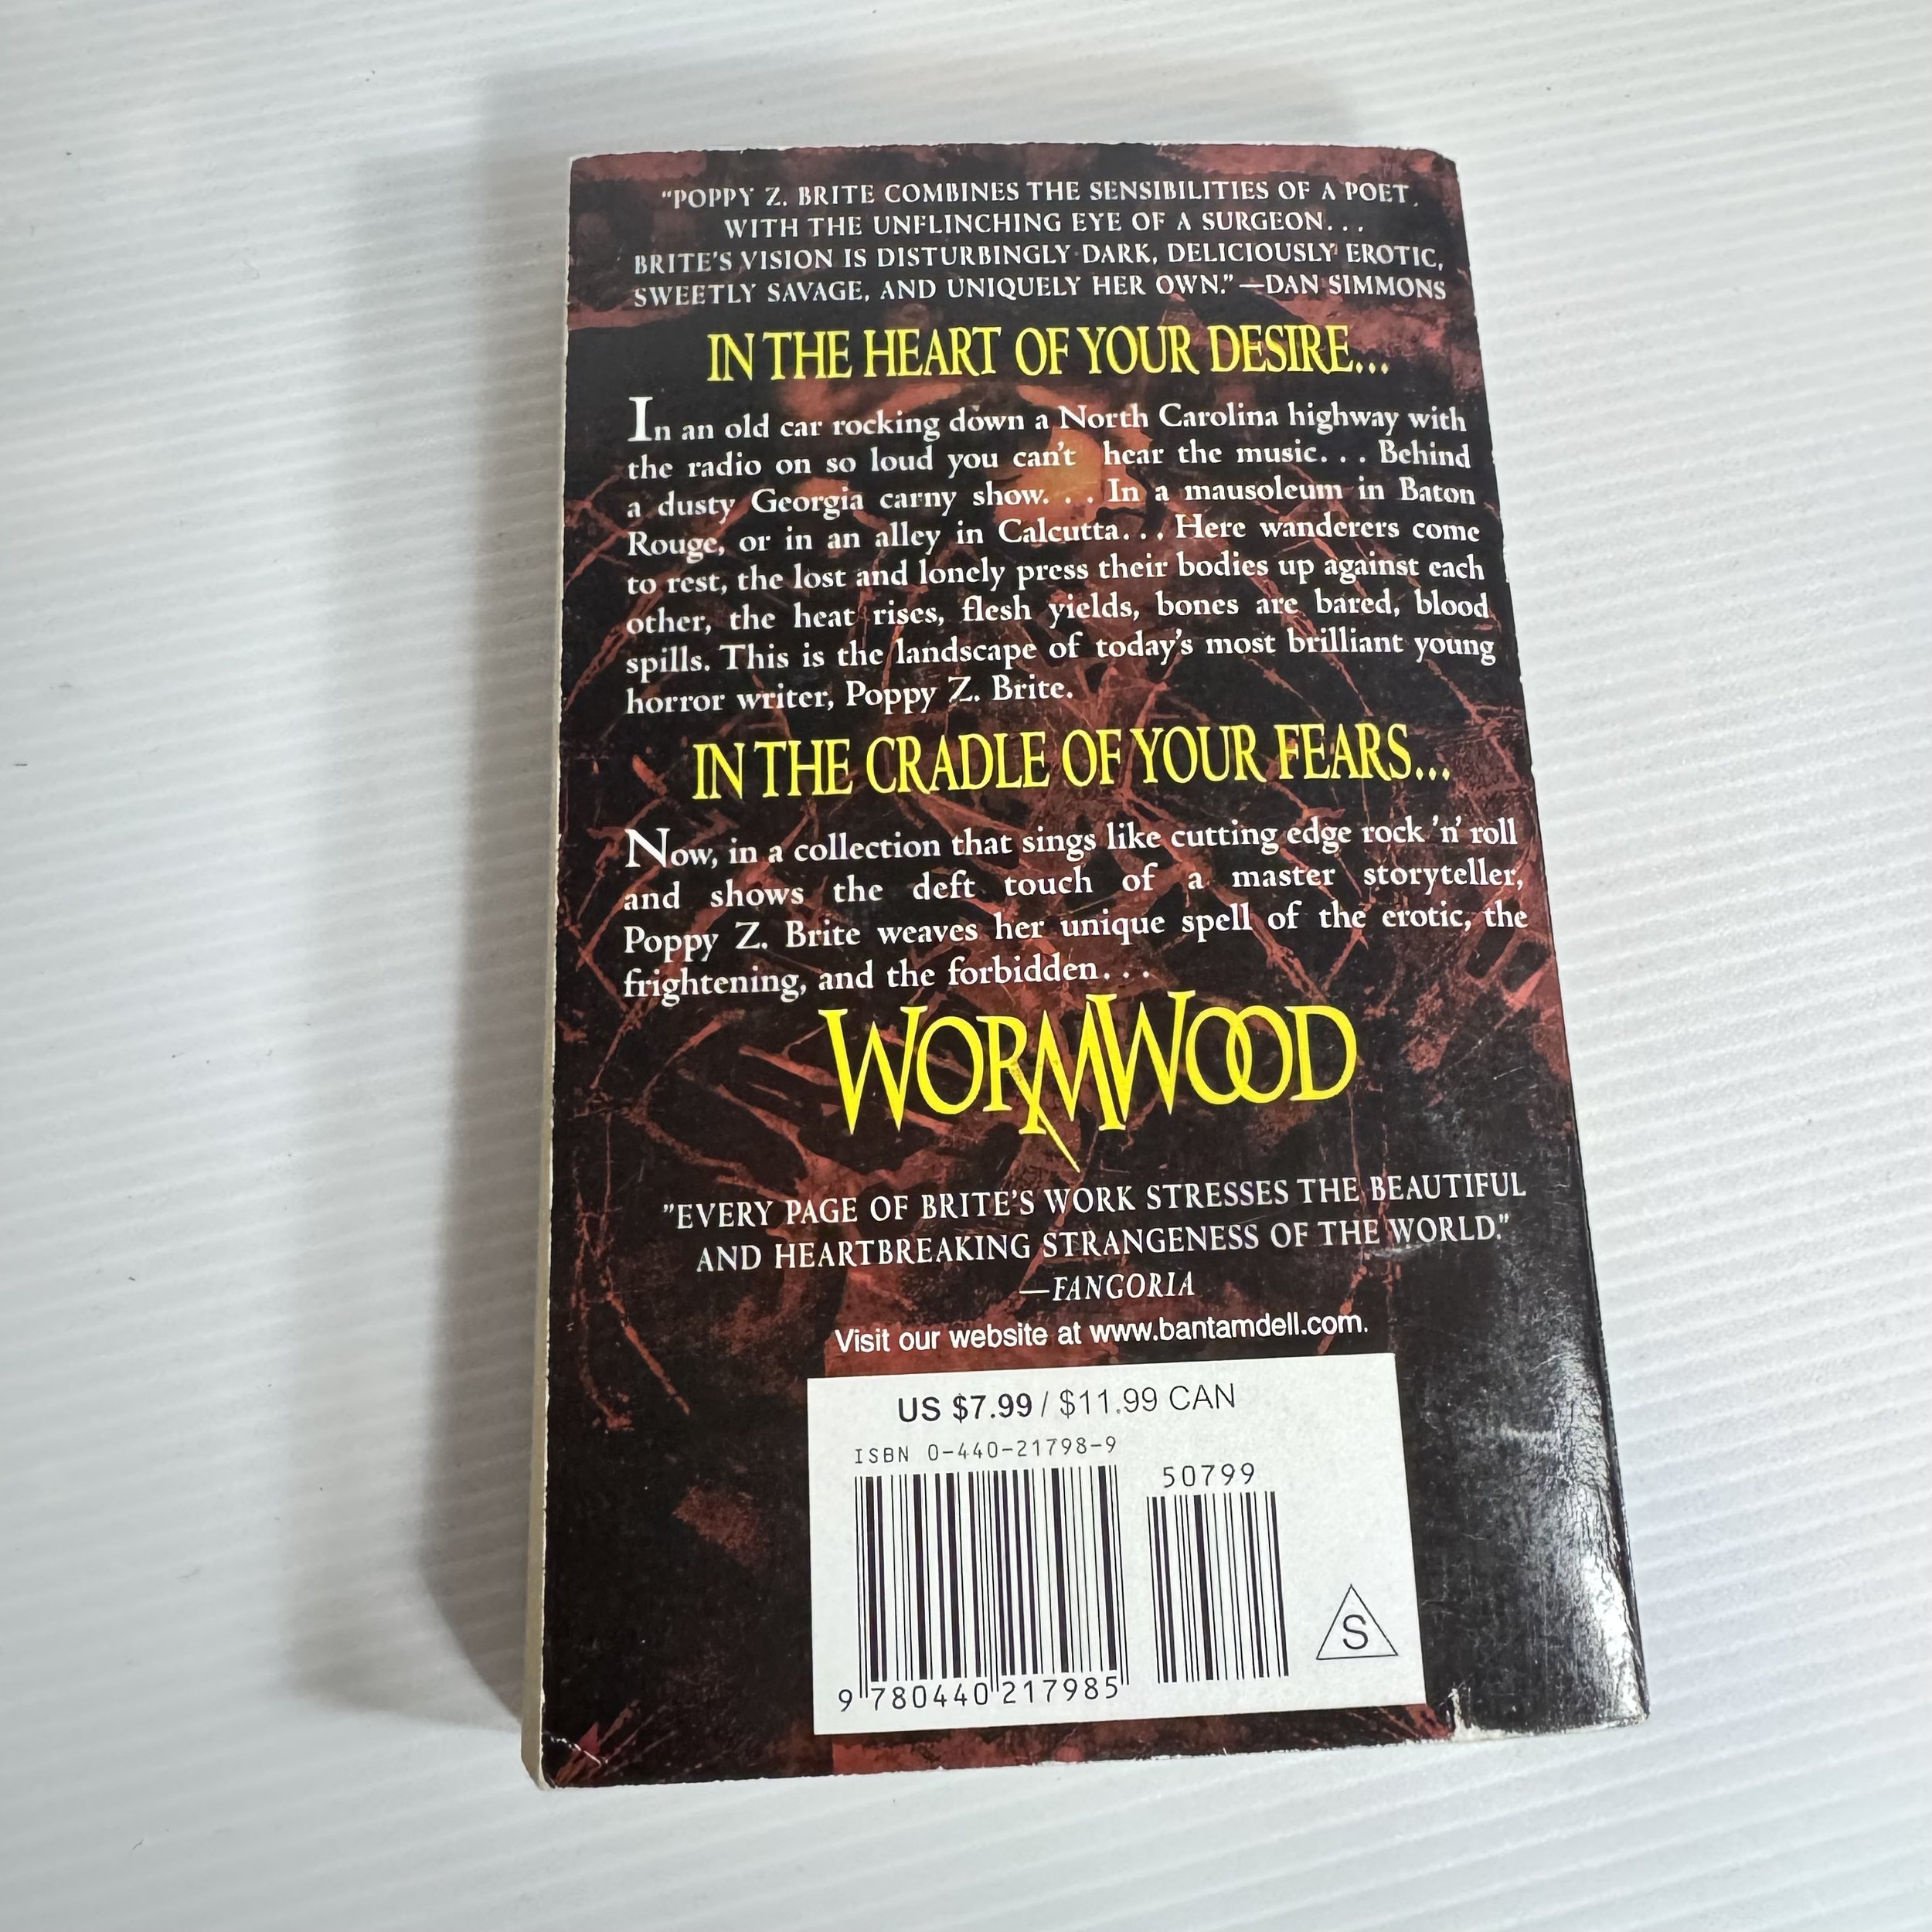 “POPPY Z. BRITE COMBINES THE SENSIBILITIES OF A POET
WITH THE UNFLINCHING EYE OF A SURGEON...
BRITE'S VISION IS DISTURBINGLY DARK, DELICIOUSLY EROTIC,
SWEETLY SAVAGE, AND UNIQUELY HER OWN.”—DAN SIMMONS
IN THE HEART OF YOUR DESIRE...
In an old car rocking down a North Carolina highway with
the radio on so loud you can't hear the music... Behind
a dusty Georgia carny show... In a mausoleum in Baton
Rouge, or in an alley in Calcutta... Here wanderers come
to rest, the lost and lonely press their bodies up against each
other, the heat rises, flesh yields, bones are bared, blood
spills. This is the landscape of today's most brilliant young
horror writer, Poppy Z. Brite.
IN THE CRADLE OF YOUR FEARS...
Now, in a collection that sings like cutting edge rock 'n' roll
and shows the deft touch of a master storyteller,
Poppy Z. Brite weaves her unique spell of the erotic, the
frightening, and the forbidden...
WORMWOOD
"EVERY PAGE OF BRITE'S WORK STRESSES THE BEAUTIFUL
AND HEARTBREAKING STRANGENESS OF THE WORLD."
—FANGORIA
Visit our website at www.bantamdell.com.
US $7.99 / $11.99 CAN
ISBN 0-440-21798-9
50799
S
9 780440 217985